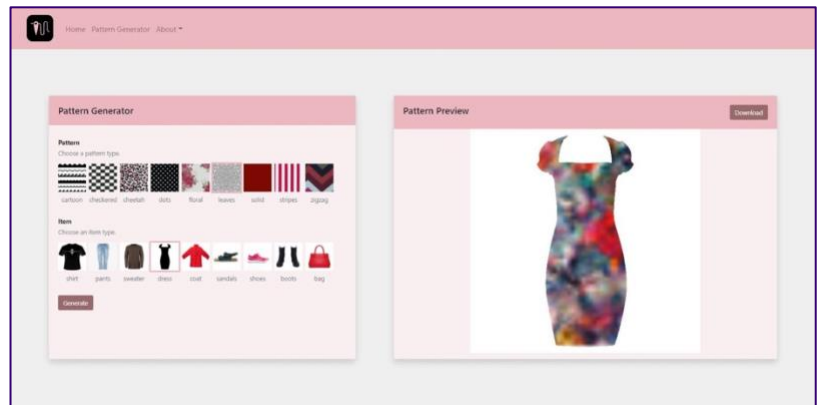 Home Pattern Generator About
Pattern Generator
Pattern
Choose a pattern type.
cartoon checkered cheetah dots floral leaves solid stripes zigzag
Item
Choose an item type.
shirt pants sweater dress coat sandals shoes boots bag
Generate
Pattern Preview
Download